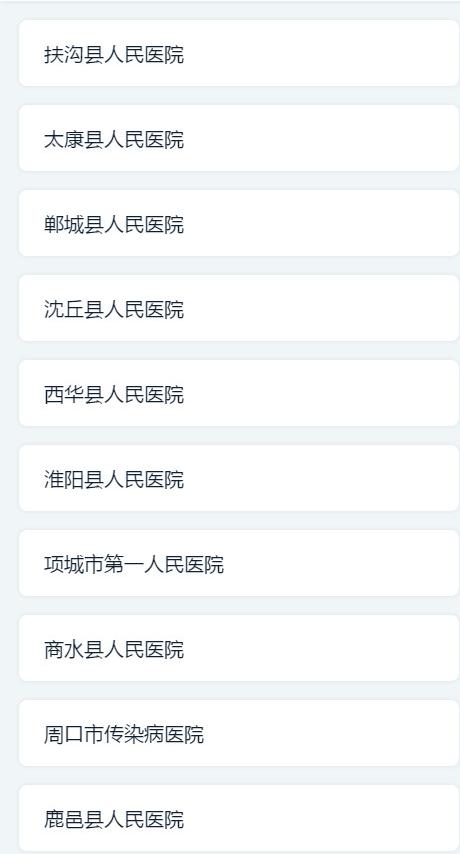 扶沟县人民医院
太康县人民医院
郸城县人民医院
沈丘县人民医院
西华县人民医院
淮阳县人民医院
项城市第一人民医院
商水县人民医院
周口市传染病医院
鹿邑县人民医院